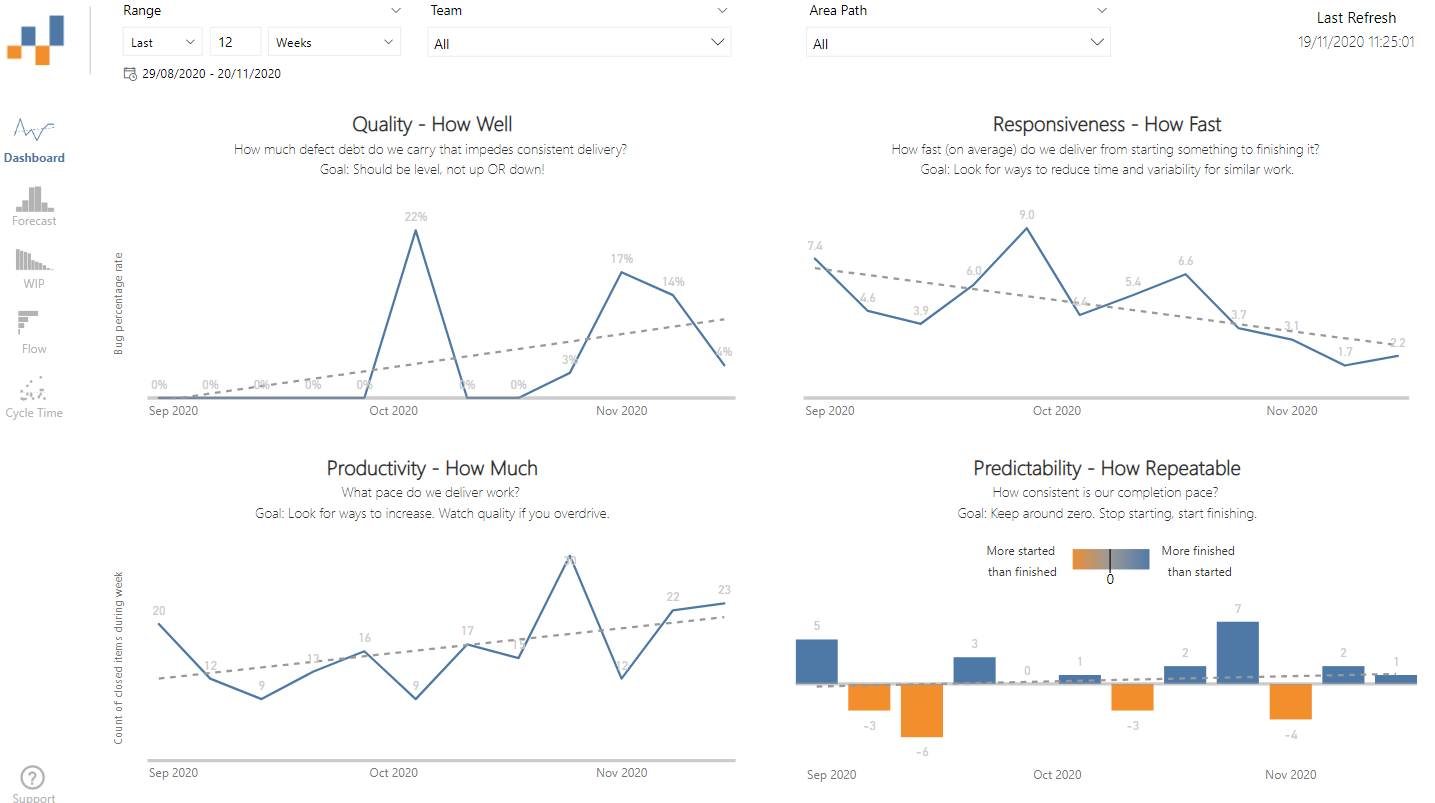 Range
Team
Area Path
Last Refresh
Last
12
Weeks
All
All
19/11/2020 11:25:01
29/08/2020 - 20/11/2020
Dashboard
Forecast
WIP
Flow
Cycle Time
Support
Quality - How Well
How much defect debt do we carry that impedes consistent delivery?
Goal: Should be level, not up OR down!
Bug percentage rate
0%
0%
0%
0%
0%
22%
0%
0%
3%
17%
14%
4%
Sep 2020
Oct 2020
Nov 2020
Responsiveness - How Fast
How fast (on average) do we deliver from starting something to finishing it?
Goal: Look for ways to reduce time and variability for similar work.
7.4
4.6
3.9
6.0
9.0
4.4
5.4
6.6
3.7
3.1
1.7
2.2
Sep 2020
Oct 2020
Nov 2020
Productivity - How Much
What pace do we deliver work?
Goal: Look for ways to increase. Watch quality if you overdrive.
Count of closed items during week
20
12
9
13
16
9
17
15
30
12
22
23
Sep 2020
Oct 2020
Nov 2020
Predictability - How Repeatable
How consistent is our completion pace?
Goal: Keep around zero. Stop starting, start finishing.
More started
than finished
0
More finished
than started
5
-3
-6
3
0
1
-3
2
7
-4
2
1
Sep 2020
Oct 2020
Nov 2020